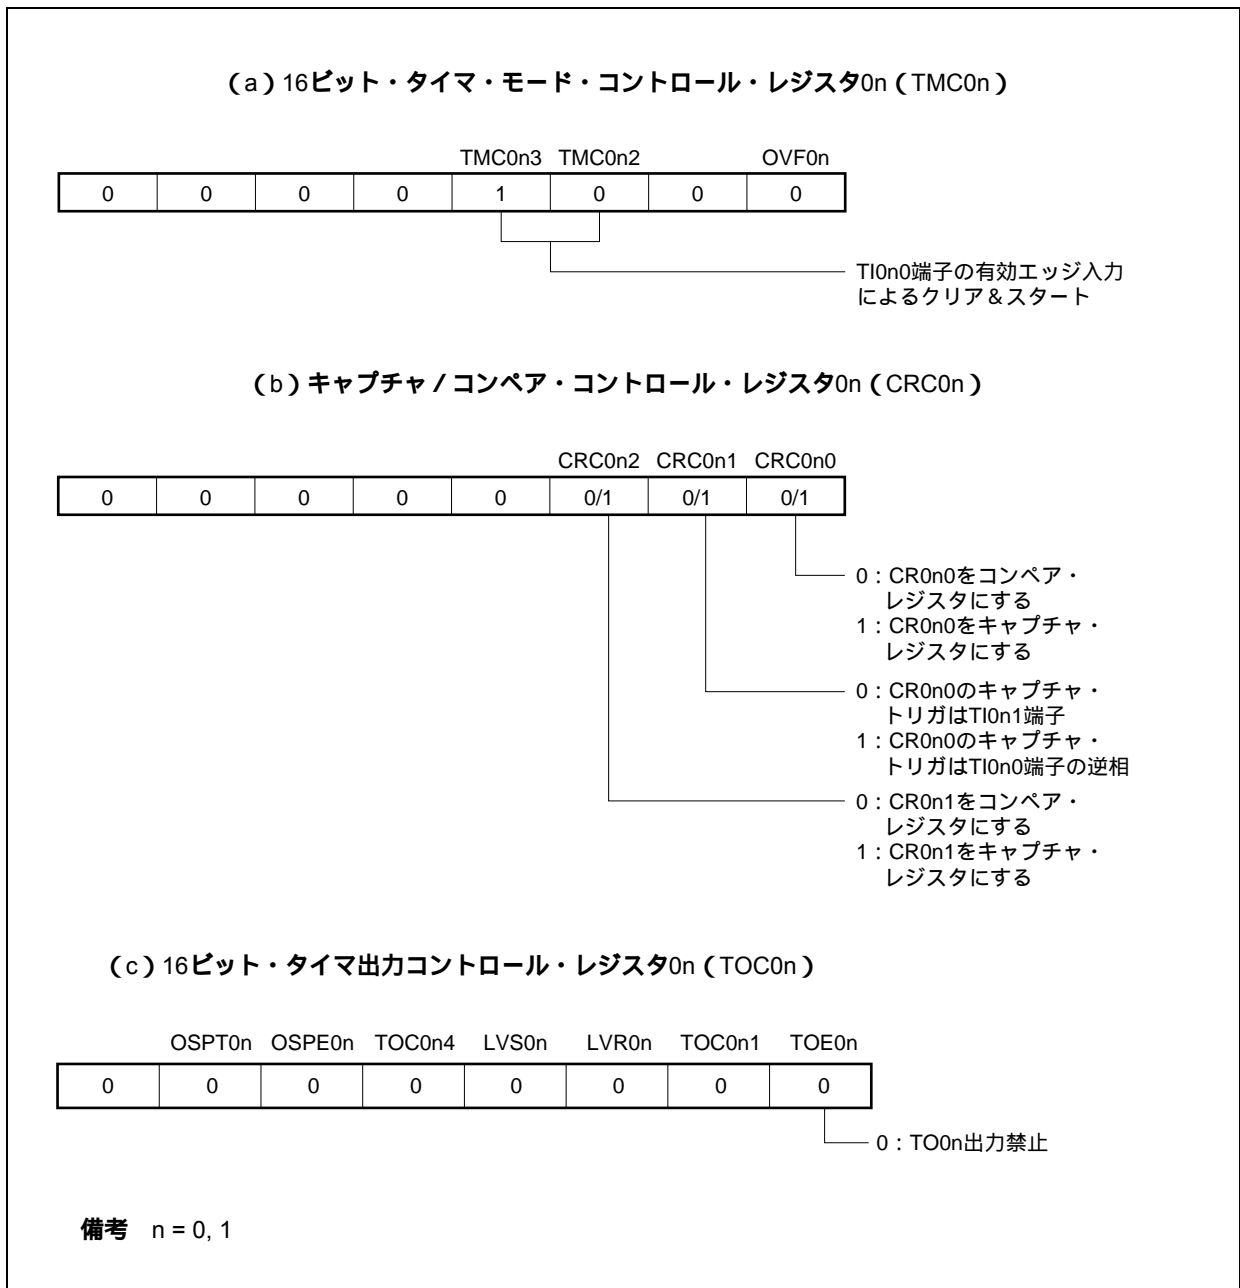 （a）16ビット・タイマ・モード・コントロール・レジスタ0n（TMC0n）
TMC0n3 TMC0n2 OVF0n
0 0 0 0 1 0 0 0
TI0n0端子の有効エッジ入力
によるクリア＆スタート
（b）キャプチャ／コンペア・コントロール・レジスタ0n（CRC0n）
CRC0n2 CRC0n1 CRC0n0
0 0 0 0 0 0/1 0/1 0/1
0：CR0n0をコンペア・
レジスタにする
1：CR0n0をキャプチャ・
レジスタにする
0：CR0n0のキャプチャ・
トリガはTI0n1端子
1：CR0n0のキャプチャ・
トリガはTI0n0端子の逆相
0：CR0n1をコンペア・
レジスタにする
1：CR0n1をキャプチャ・
レジスタにする
（c）16ビット・タイマ出力コントロール・レジスタ0n（TOC0n）
OSPT0n OSPE0n TOC0n4 LVS0n LVR0n TOC0n1 TOE0n
0 0 0 0 0 0 0 0
0：TO0n出力禁止
備考 n = 0, 1